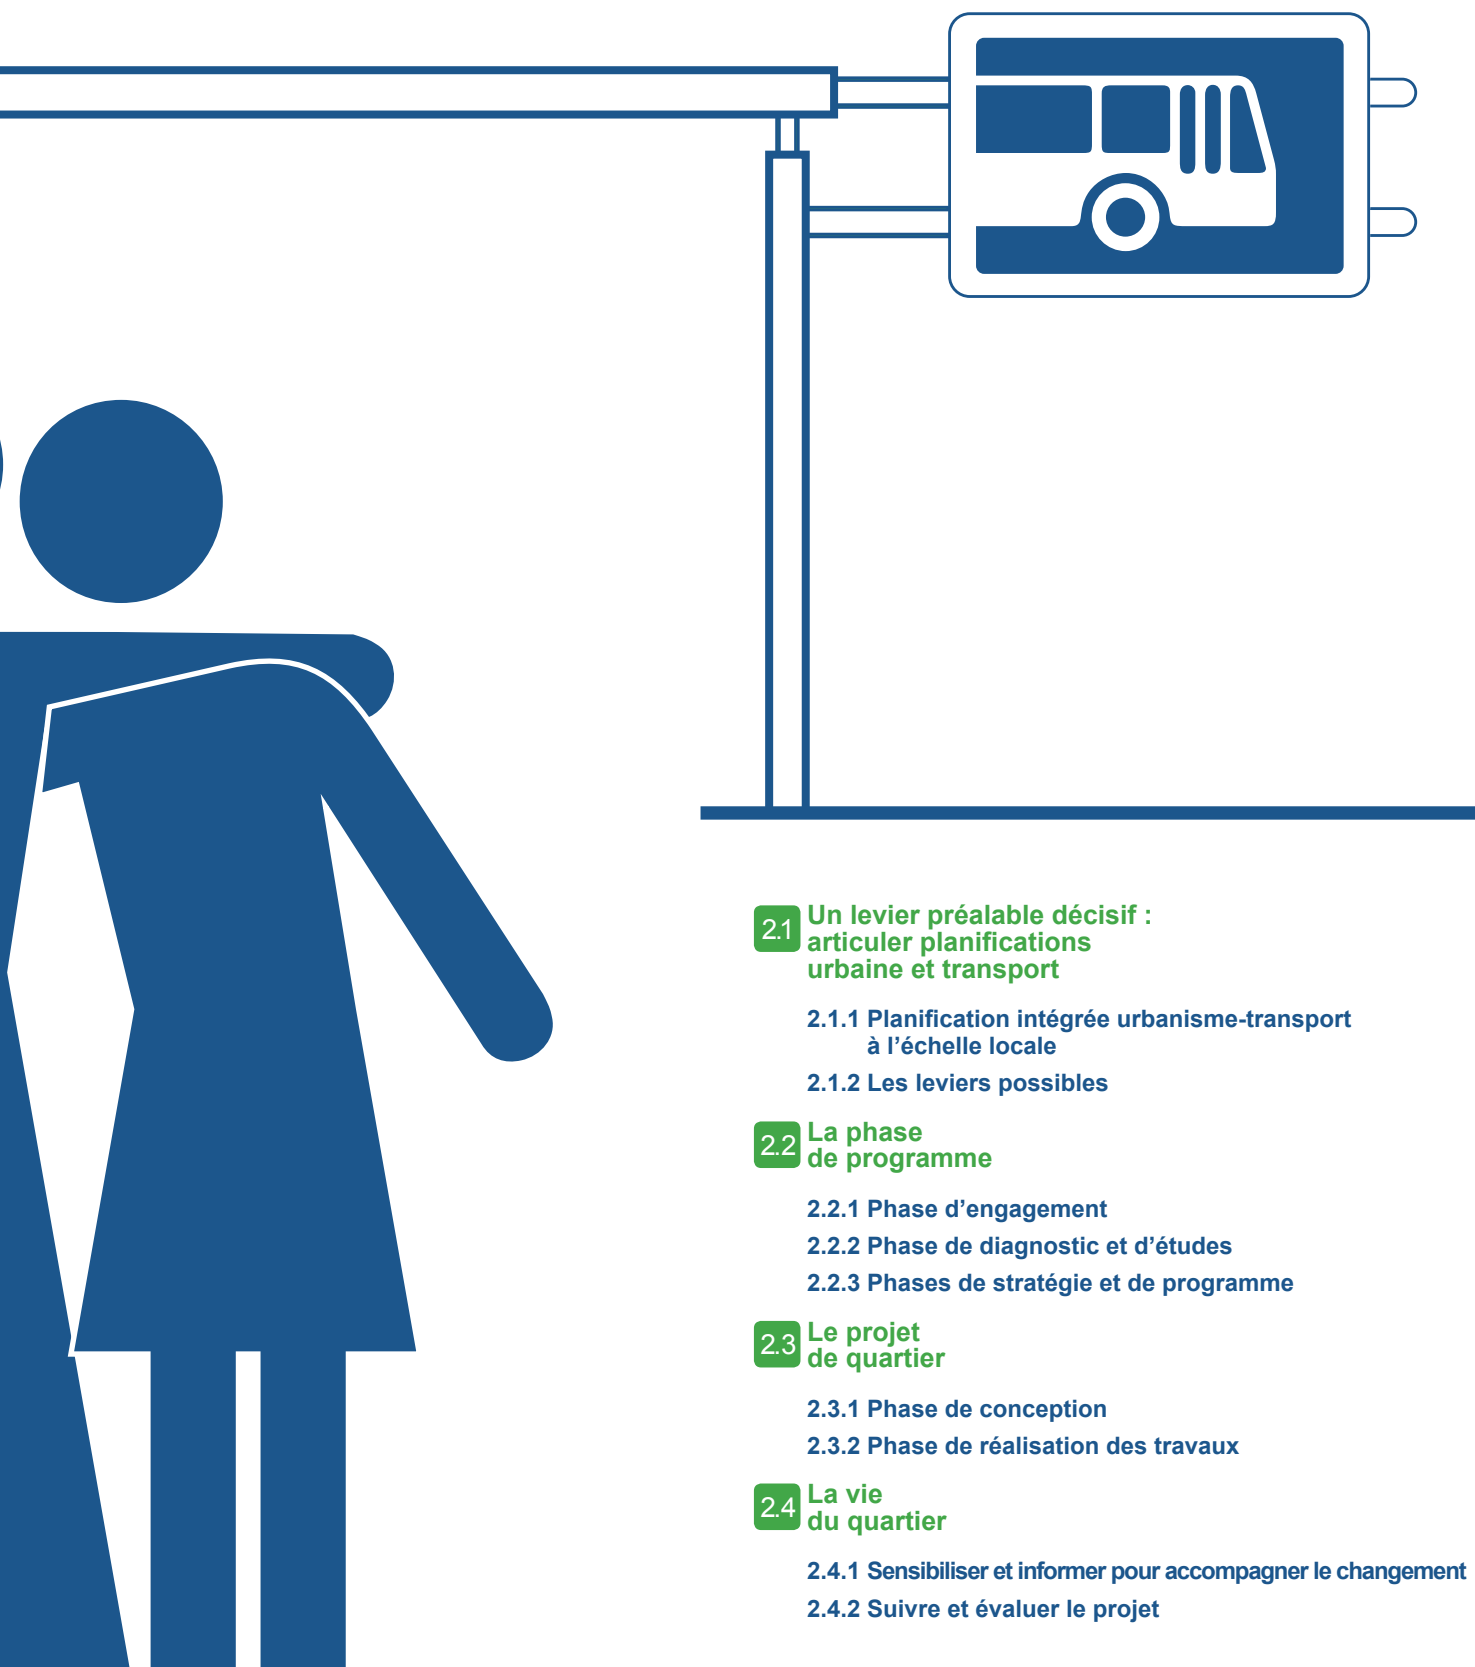 2.1 Un levier préalable décisif :
articuler planifications
urbaine et transport
2.1.1 Planification intégrée urbanisme-transport
à l’échelle locale
2.1.2 Les leviers possibles
2.2 La phase
de programme
2.2.1 Phase d’engagement
2.2.2 Phase de diagnostic et d’études
2.2.3 Phases de stratégie et de programme
2.3 Le projet
de quartier
2.3.1 Phase de conception
2.3.2 Phase de réalisation des travaux
2.4 La vie
du quartier
2.4.1 Sensibiliser et informer pour accompagner le changement
2.4.2 Suivre et évaluer le projet